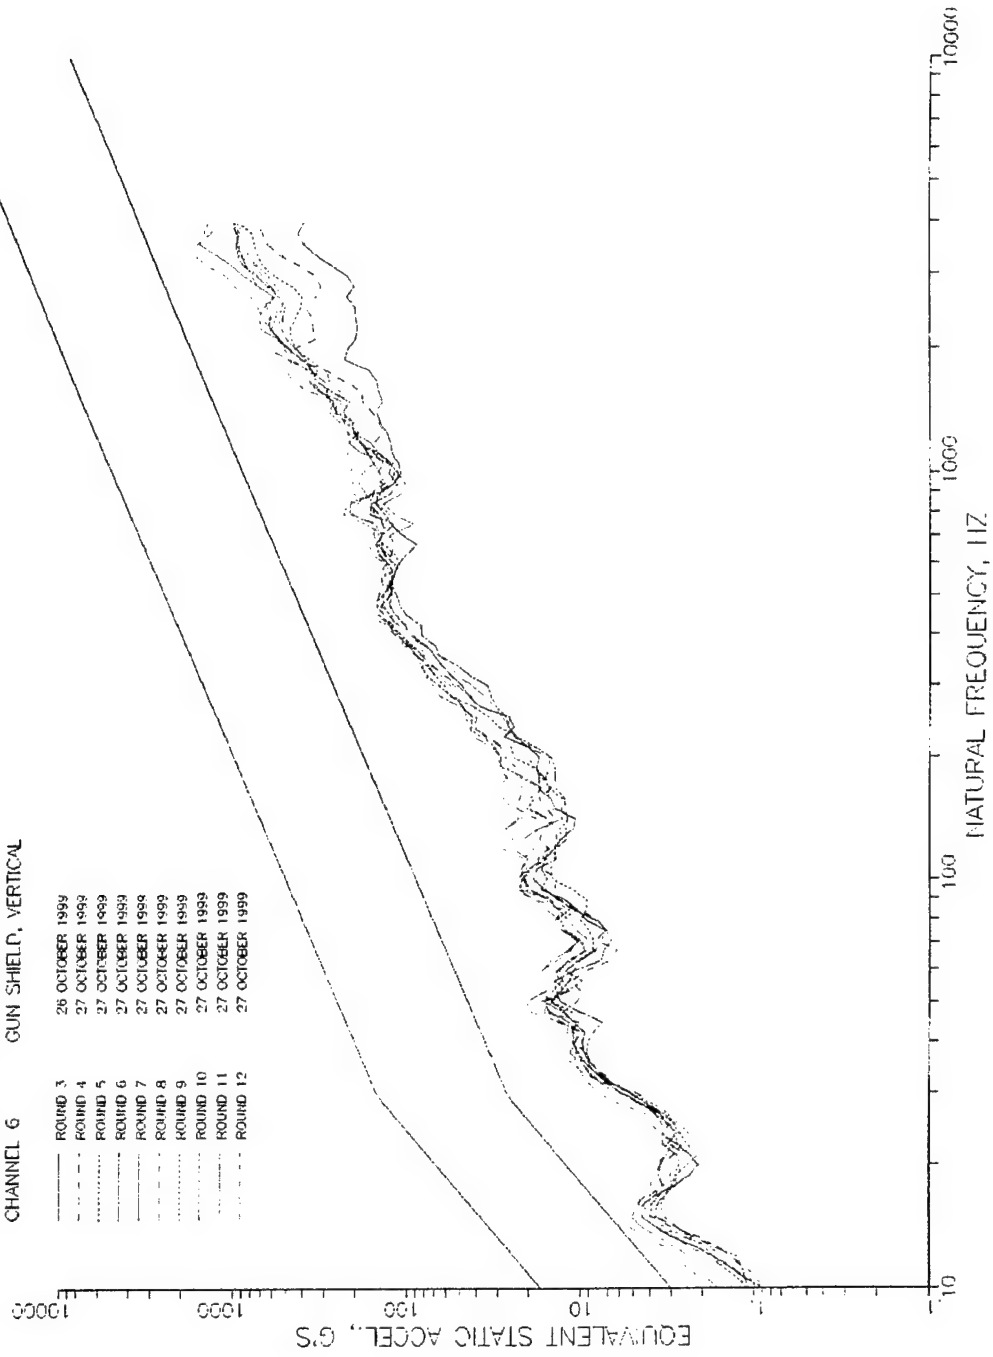 CHANNEL 6 GUN SHIELD, VERTICAL
ROUND 3 26 OCTOBER 1999
ROUND 4 27 OCTOBER 1999
ROUND 5 27 OCTOBER 1999
ROUND 6 27 OCTOBER 1999
ROUND 7 27 OCTOBER 1999
ROUND 8 27 OCTOBER 1999
ROUND 9 27 OCTOBER 1999
ROUND 10 27 OCTOBER 1999
ROUND 11 27 OCTOBER 1999
ROUND 12 27 OCTOBER 1999
EQUIVALENT STATIC ACCEL., G'S
10000
1000
100
10
1
.1
10
100
1000
10000
NATURAL FREQUENCY, HZ